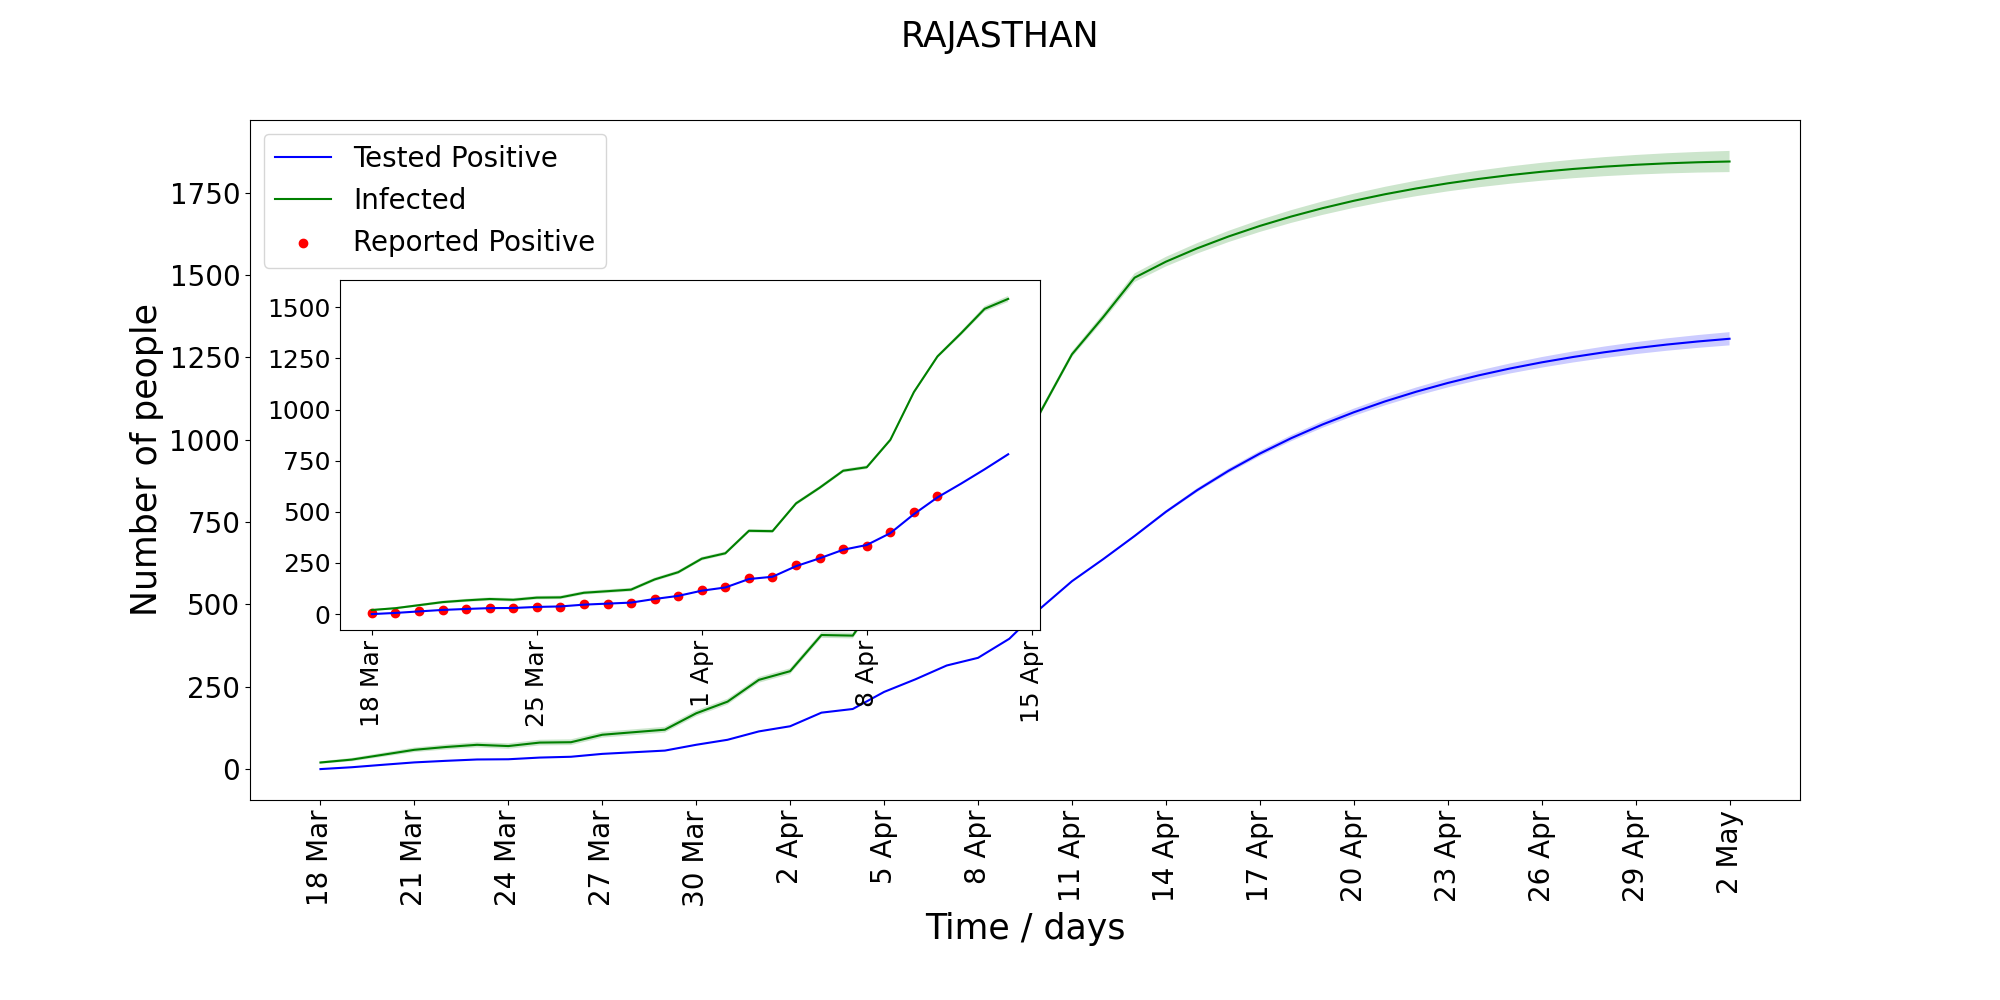 RAJASTHAN
Tested Positive
Infected
Reported Positive
Number of people
1750
1500
1250
1000
750
500
250
0
1500
1250
1000
750
500
250
0
18 Mar
25 Mar
1 Apr
8 Apr
15 Apr
18 Mar
21 Mar
24 Mar
27 Mar
30 Mar
2 Apr
5 Apr
8 Apr
11 Apr
14 Apr
17 Apr
20 Apr
23 Apr
26 Apr
29 Apr
2 May
Time / days